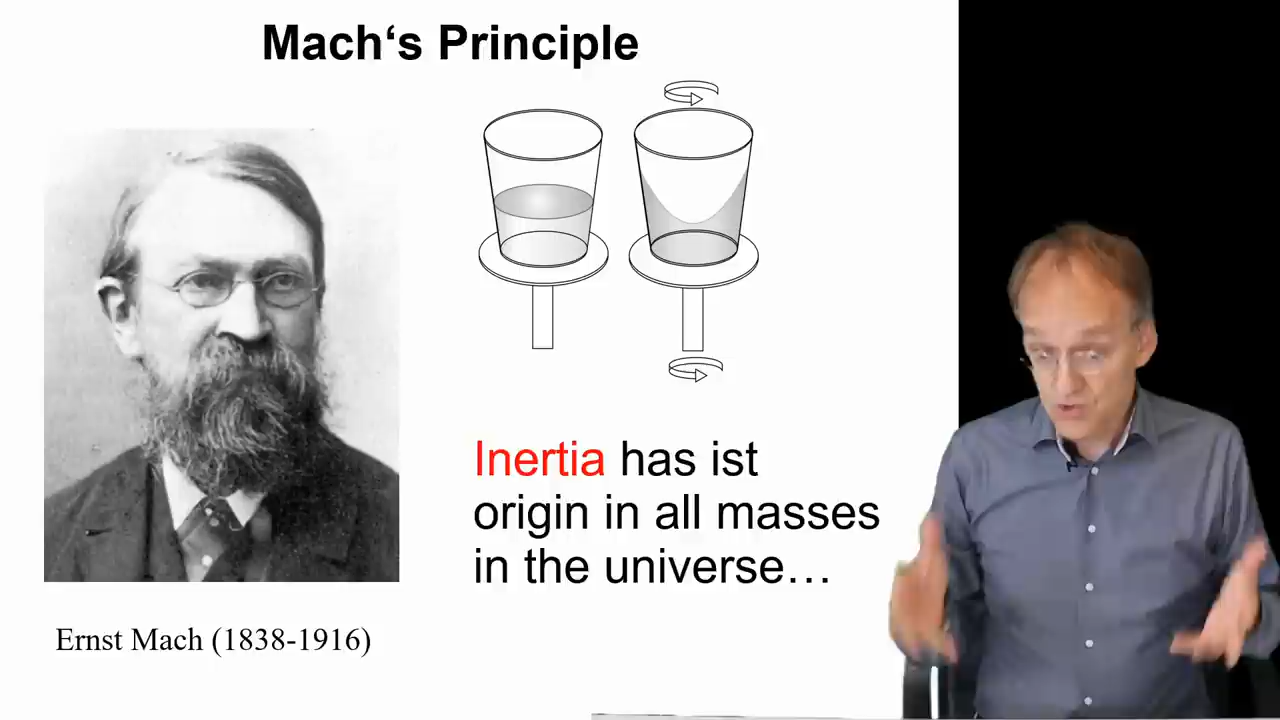 Mach‘s Principle
Inertia has ist
origin in all masses
in the universe…
Ernst Mach (1838-1916)